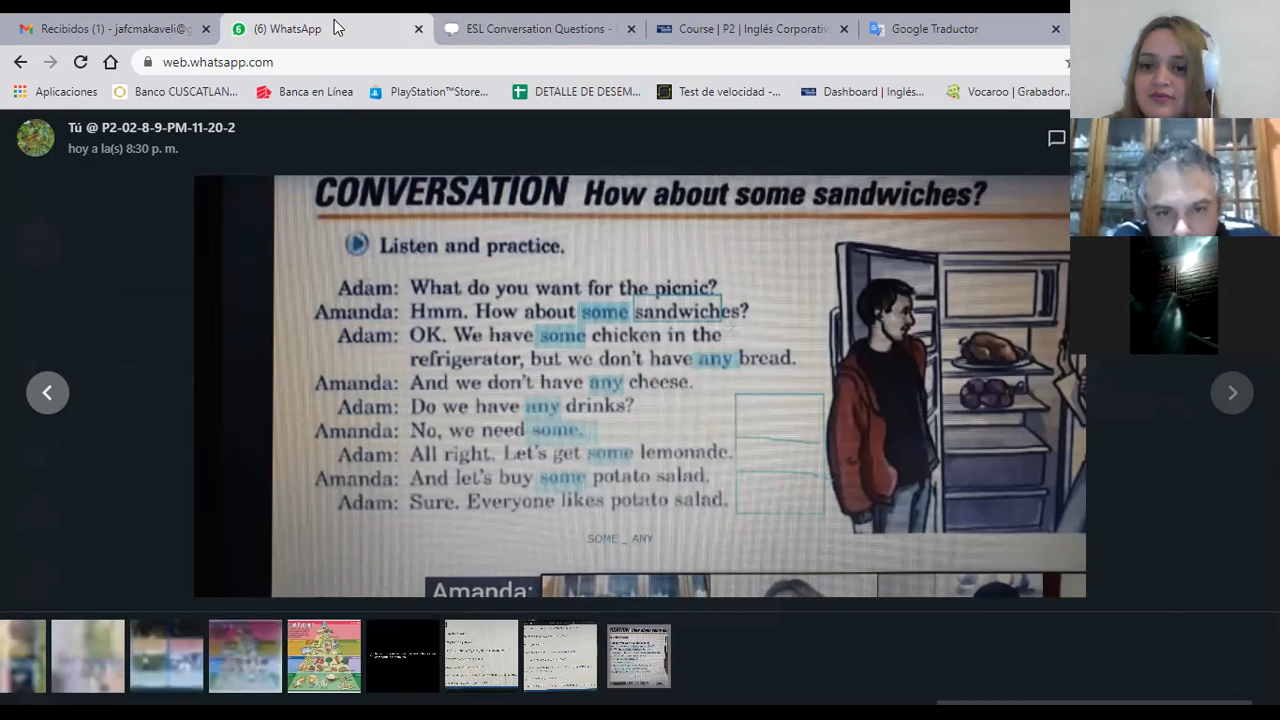 Recibidos (1) - jafcmakaveli@g
(6) WhatsApp
ESL Conversation Questions -
Course | P2 | Inglés Corporativ
Google Traductor
web.whatsapp.com
Aplicaciones
Banco CUSCATLAN...
Banca en Línea
PlayStation™Store...
DETALLE DE DESEM...
Test de velocidad -...
Dashboard | Inglés...
Vocaroo | Grabador...
Tú @ P2-02-8-9-PM-11-20-2
hoy a la(s) 8:30 p. m.
CONVERSATION How about some sandwiches?
Listen and practice.
Adam: What do you want for the picnic?
Amanda: Hmm. How about some sandwiches?
Adam: OK. We have some chicken in the
refrigerator, but we don't have any bread.
Amanda: And we don't have any cheese.
Adam: Do we have any drinks?
Amanda: No, we need some.
Adam: All right. Let's get some lemonade.
Amanda: And let's buy some potato salad.
Adam: Sure. Everyone likes potato salad.
SOME _ ANY
Amanda: